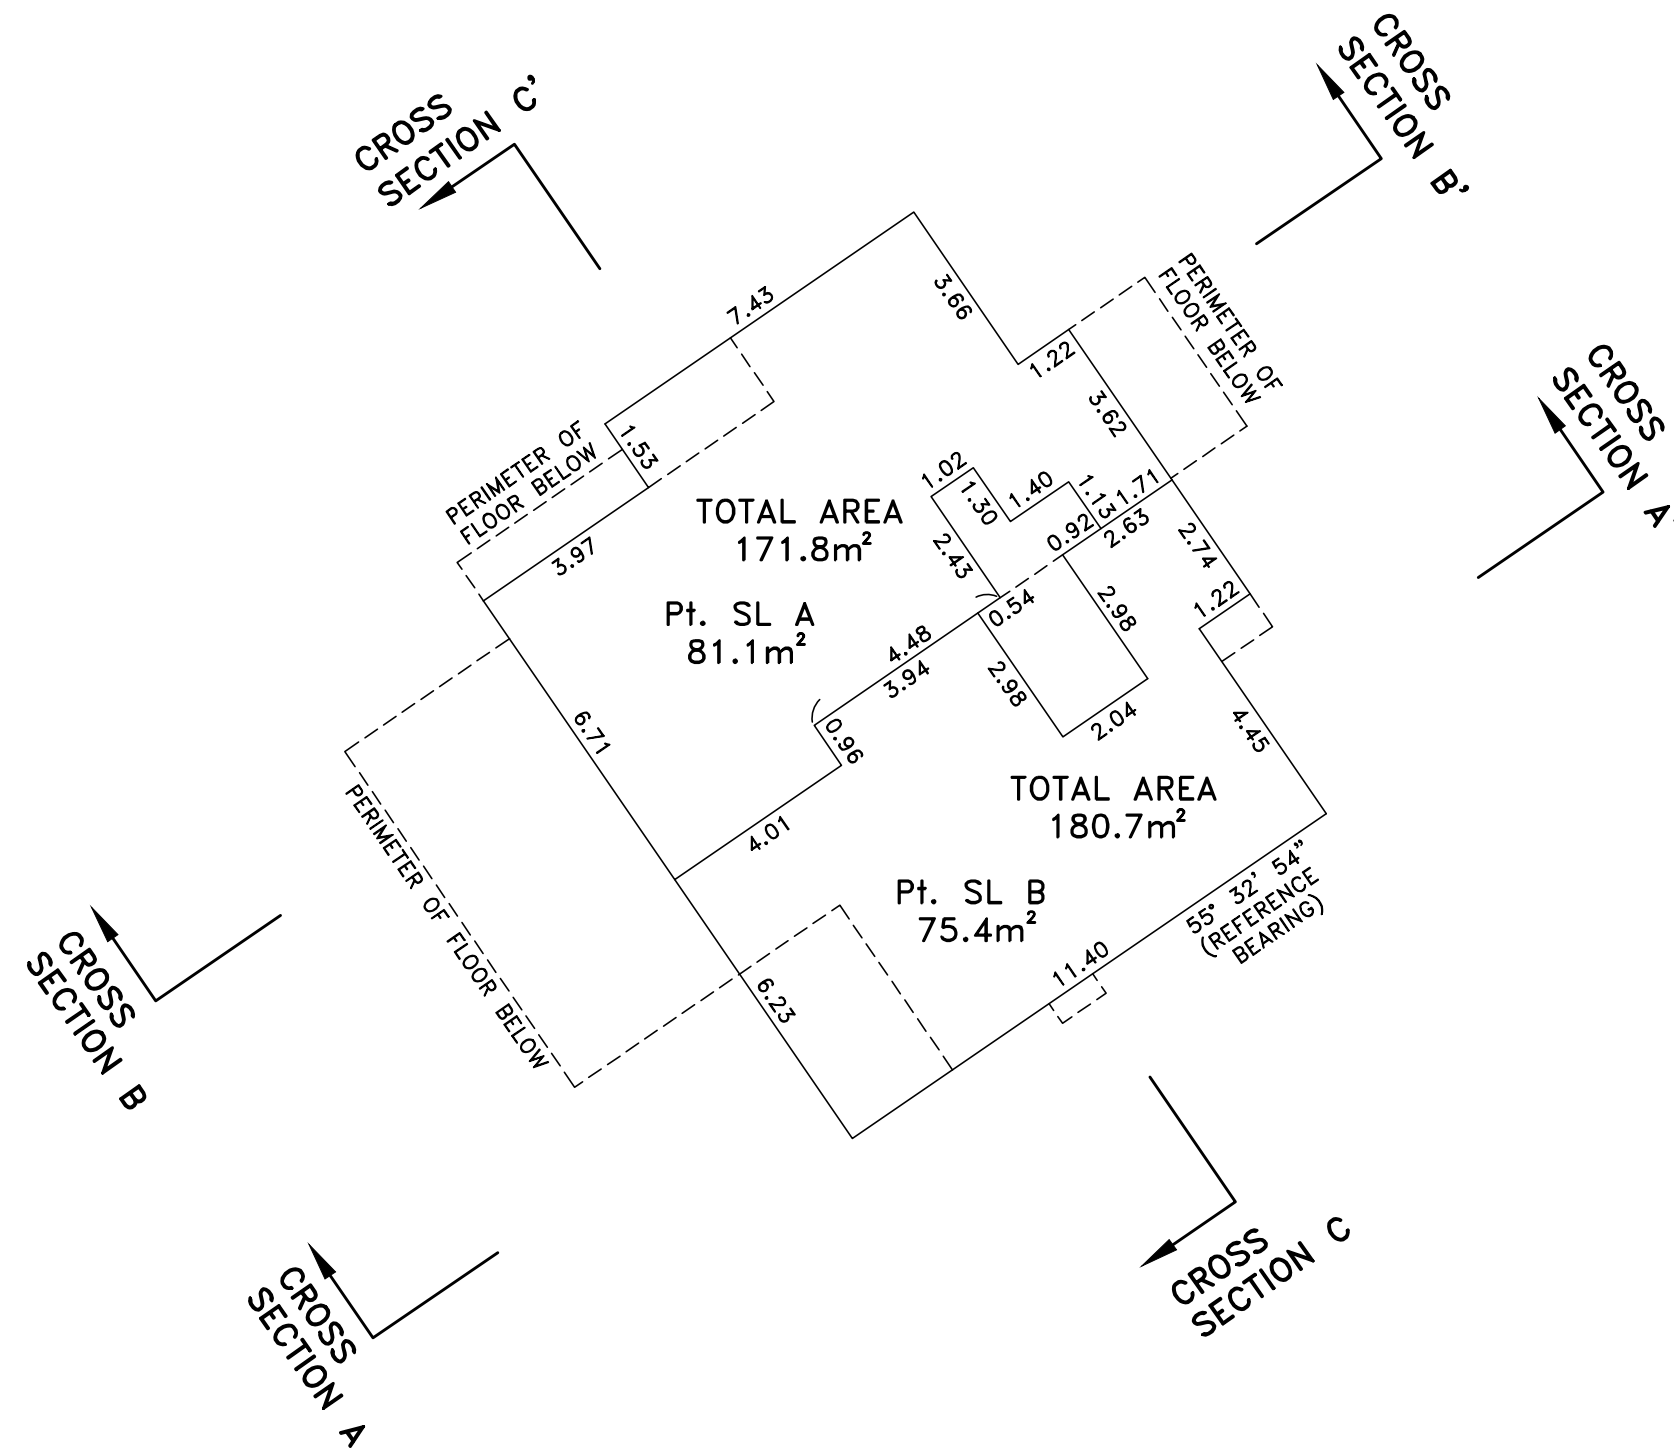 CROSS
SECTION B'
CROSS
SECTION C'
7.43
3.66
PERIMETER OF
FLOOR BELOW
1.22
CROSS
SECTION A'
3.62
PERIMETER OF
FLOOR BELOW
1.53
1.02
1.30
1.40
1.13
1.71
TOTAL AREA
171.8m²
0.92
2.63
3.97
2.43
2.74
Pt. SL A
81.1m²
0.54
2.98
1.22
4.48
3.94
2.98
6.71
0.96
2.04
4.45
PERIMETER OF FLOOR BELOW
4.01
TOTAL AREA
180.7m²
Pt. SL B
75.4m²
55° 32' 54"
(REFERENCE
BEARING)
11.40
6.23
CROSS
SECTION B
CROSS
SECTION C
CROSS
SECTION A